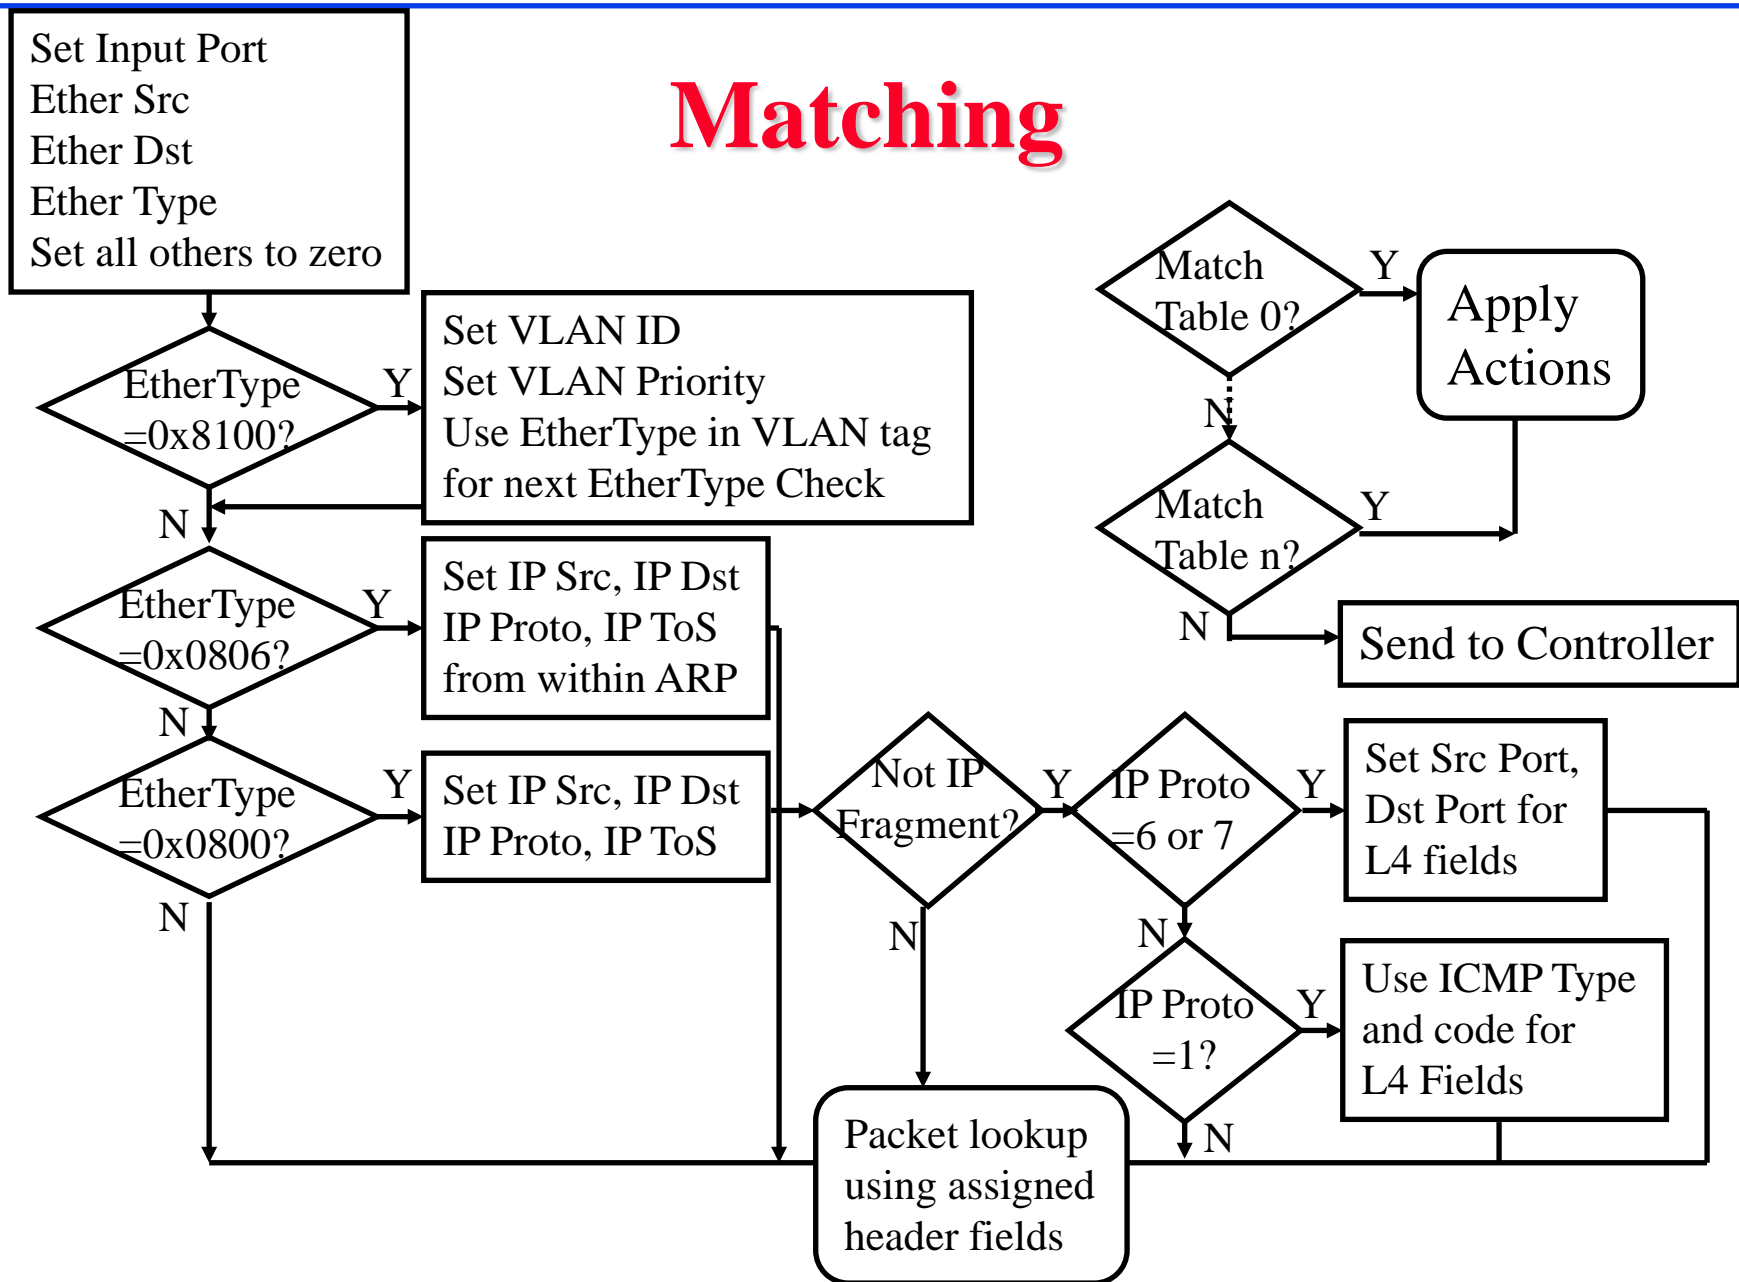 Matching
Set Input Port
Ether Src
Ether Dst
Ether Type
Set all others to zero
EtherType
=0x8100?
Y
N
Set VLAN ID
Set VLAN Priority
Use EtherType in VLAN tag
for next EtherType Check
EtherType
=0x0806?
Y
N
Set IP Src, IP Dst
IP Proto, IP ToS
from within ARP
EtherType
=0x0800?
Y
N
Set IP Src, IP Dst
IP Proto, IP ToS
Not IP
Fragment?
Y
N
IP Proto
=6 or 7
Y
N
Set Src Port,
Dst Port for
L4 fields
IP Proto
=1?
Y
N
Use ICMP Type
and code for
L4 Fields
Packet lookup
using assigned
header fields
Match
Table 0?
Y
N
Apply
Actions
Match
Table n?
Y
N
Send to Controller